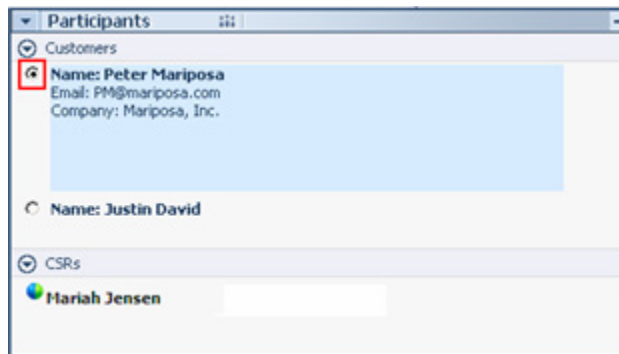 Participants
Customers
Name: Peter Mariposa
Email: PM@mariposa.com
Company: Mariposa, Inc.
Name: Justin David
CSRs
Mariah Jensen